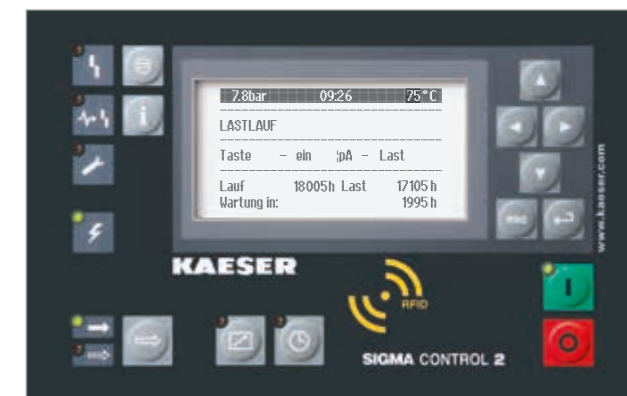 7.8bar 09:26 75°C
LASTLAUF
Taste - ein ¦pA - Last
Lauf 18005h Last 17105h
Wartung in: 1995h
esc
www.kaeser.com
KAESER
RFID
I
SIGMA CONTROL 2